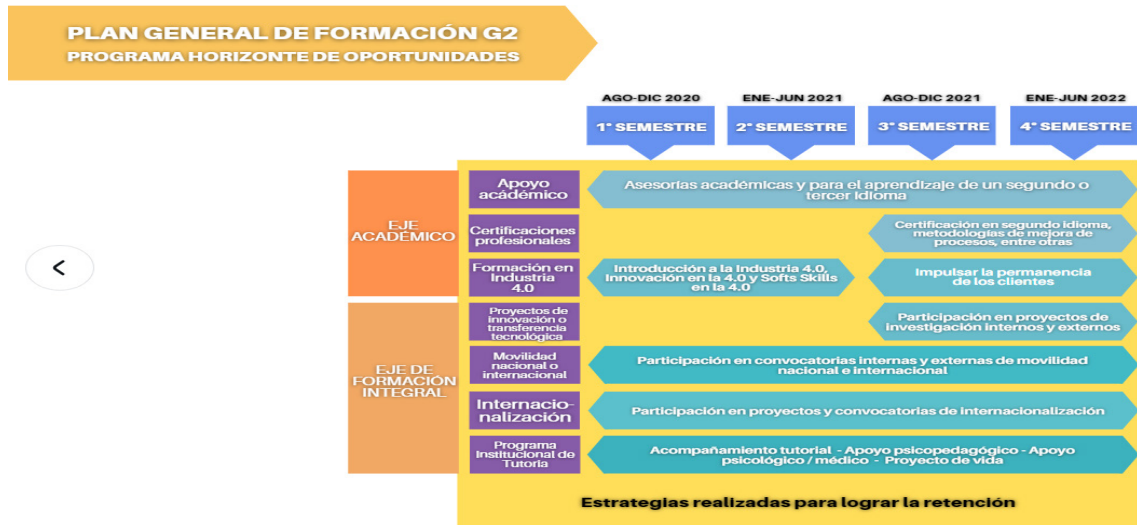 PLAN GENERAL DE FORMACIÓN G2
PROGRAMA HORIZONTE DE OPORTUNIDADES
AGO-DIC 2020
ENE-JUN 2021
AGO-DIC 2021
ENE-JUN 2022
1° SEMESTRE
2° SEMESTRE
3° SEMESTRE
4° SEMESTRE
EJE
ACADÉMICO
Apoyo
acádémico
Asesorías académicas y para el aprendizaje de un segundo o
tercer idioma
Certificaciones
profesionales
Certificación en segundo idioma,
metodologías de mejora de
procesos, entre otras
Formación en
Industria
4.0
Introducción a la Industria 4.0,
Innovación en la 4.0 y Softs Skills
en la 4.0
Impulsar la permanencia
de los clientes
EJE DE
FORMACIÓN
INTEGRAL
Proyectos de
innovación o
transferencia
tecnológica
Participación en proyectos de
investigación internos y externos
Movilidad
nacional o
internacional
Participación en convocatorias internas y externas de movilidad
nacional e internacional
Internacio-
nalización
Participación en proyectos y convocatorias de internacionalización
Programa
Institucional de
Tutoría
Acompañamiento tutorial - Apoyo psicopedagógico - Apoyo
psicológico / médico - Proyecto de vida
Estrategias realizadas para lograr la retención